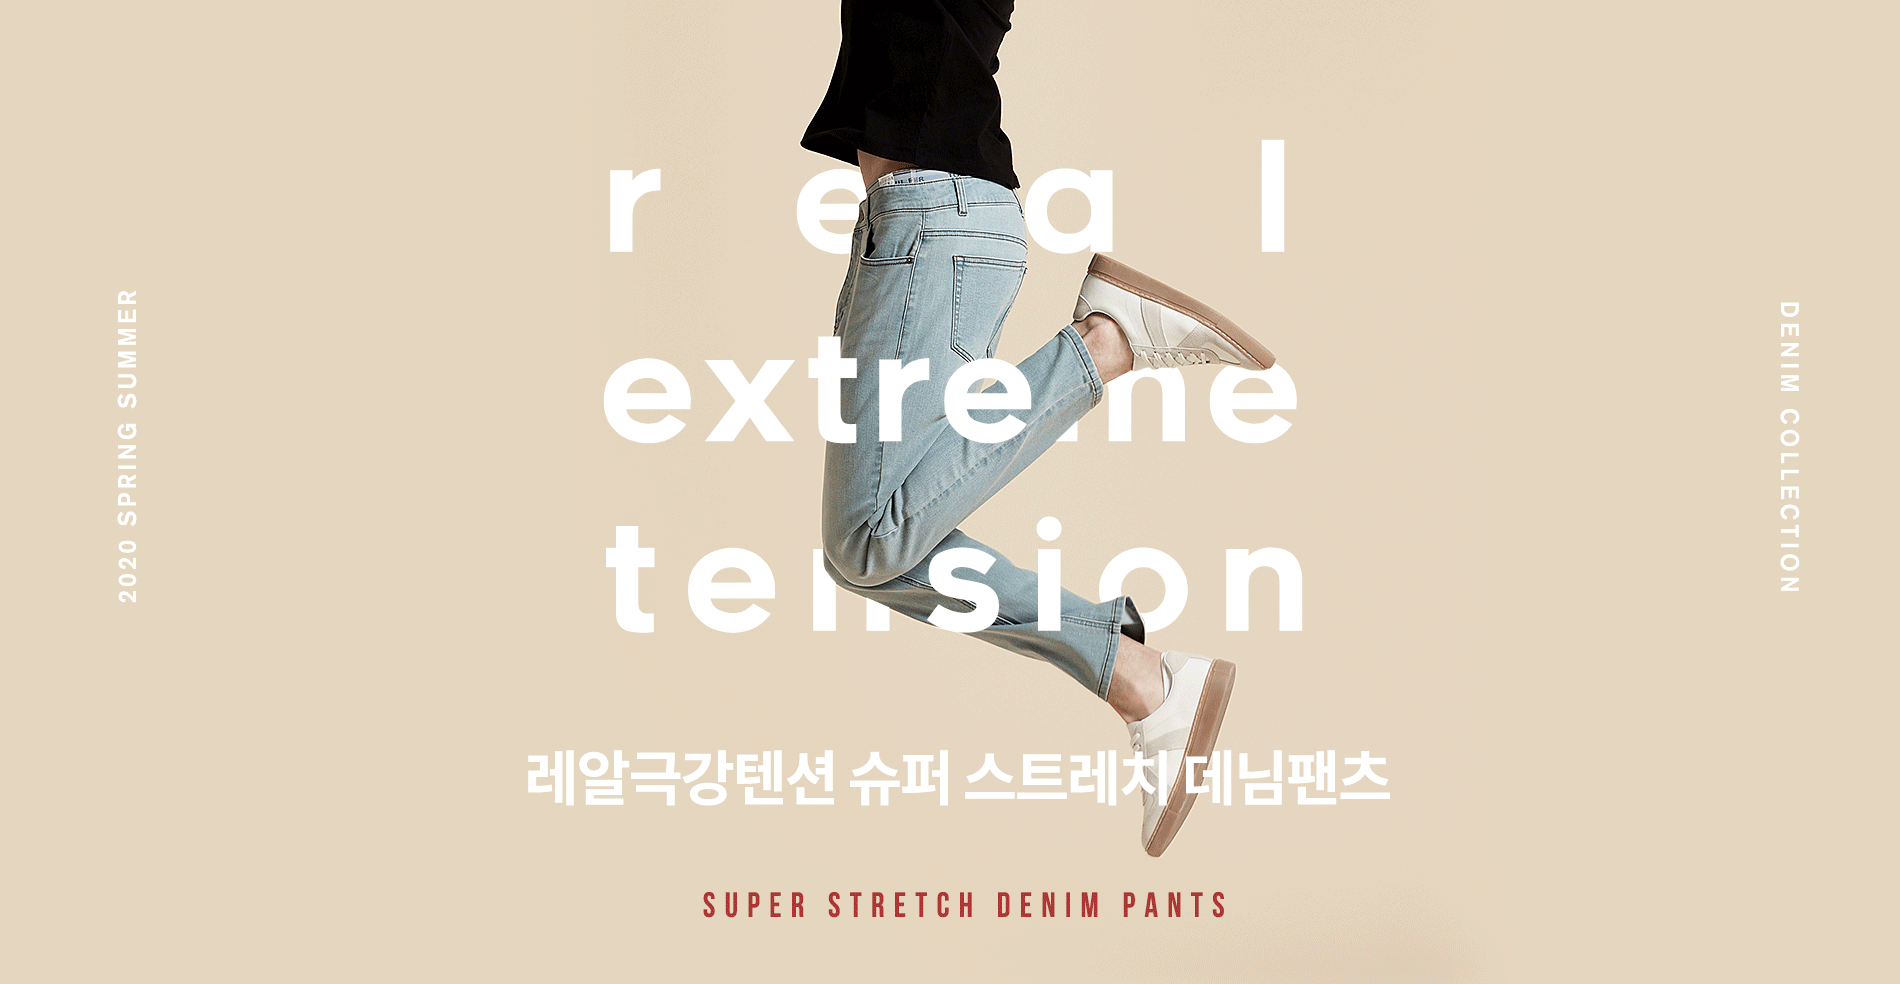 real
extreme
tension
레알극강텐션 슈퍼 스트레치 데님팬츠
SUPER STRETCH DENIM PANTS
2020 SPRING SUMMER
DENIM COLLECTION